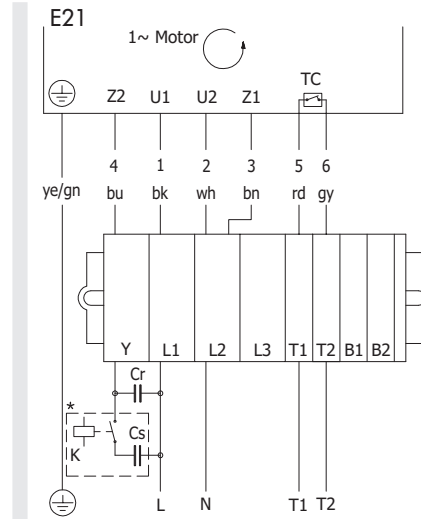 E21
1~ Motor
TC
Z2 U1 U2 Z1
4 1 2 3 5 6
ye/gn bu bk wh bn rd gy
Y L1 L2 L3 T1 T2 B1 B2
Cr
*
K Cs
L N T1 T2